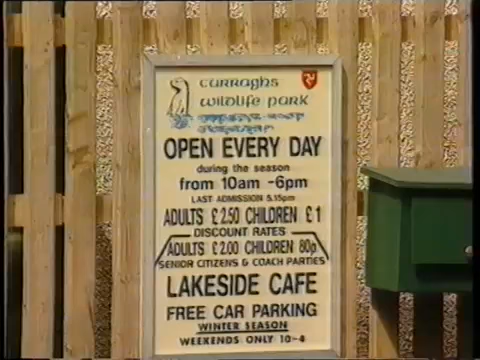 CURRAGHS
WILDLIFE PARK
OPEN EVERY DAY
during the season
from 10am - 6pm
LAST ADMISSION 5.15pm
ADULTS £2.50 CHILDREN £1
DISCOUNT RATES
ADULTS £2.00 CHILDREN 80p
SENIOR CITIZENS & COACH PARTIES
LAKESIDE CAFE
FREE CAR PARKING
WINTER SEASON
WEEKENDS ONLY 10-4